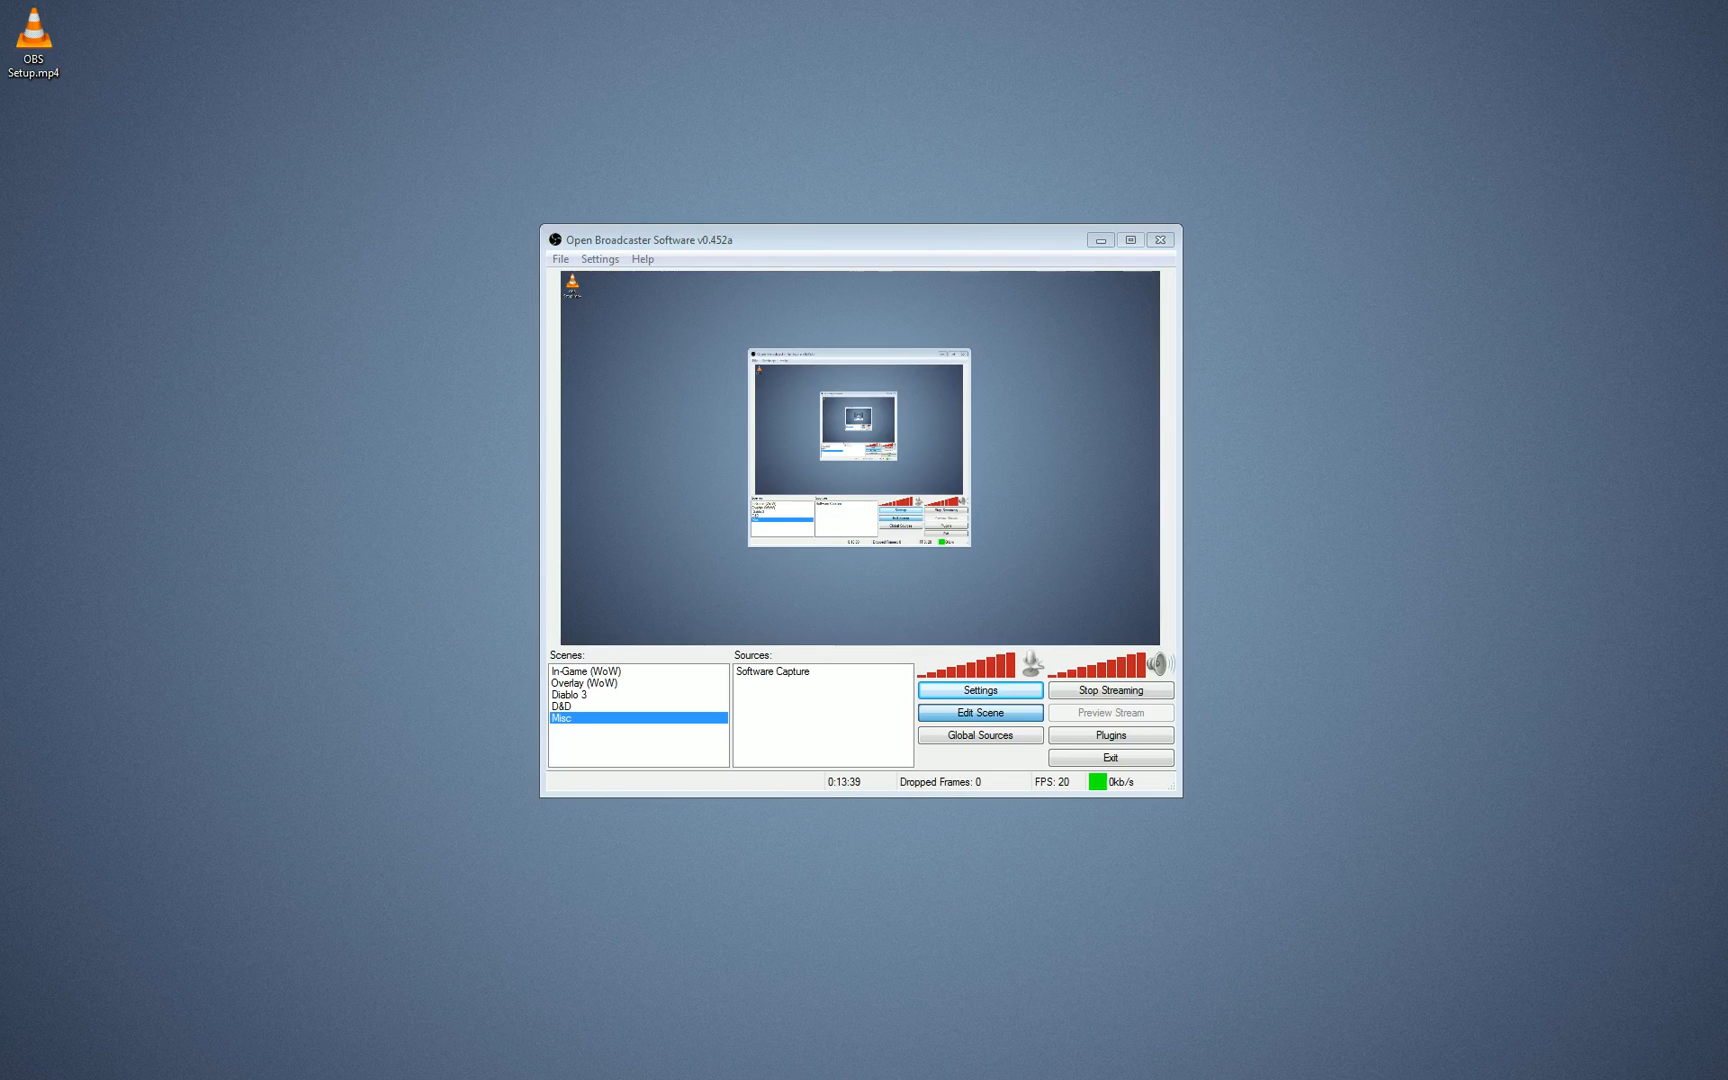 OBS
Setup.mp4
Open Broadcaster Software v0.452a
File Settings Help
Scenes:
In-Game (WoW)
Overlay (WoW)
Diablo 3
D&D
Misc
Sources:
Software Capture
Settings
Stop Streaming
Edit Scene
Preview Stream
Global Sources
Plugins
Exit
0:13:39 Dropped Frames: 0 FPS: 20 0kb/s